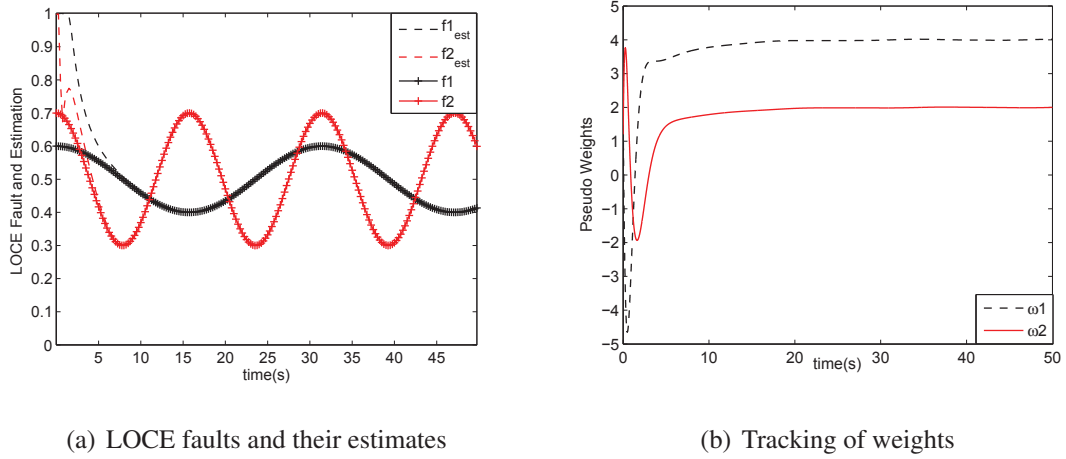 1
0.9
0.8
0.7
0.6
0.5
0.4
0.3
0.2
0.1
0
5 10 15 20 25 30 35 40 45
time(s)
LOCE Fault and Estimation
f1est
f2est
f1
f2
(a) LOCE faults and their estimates
5
4
3
2
1
0
−1
−2
−3
−4
−5
0 10 20 30 40 50
time(s)
Pseudo Weights
ω1
ω2
(b) Tracking of weights